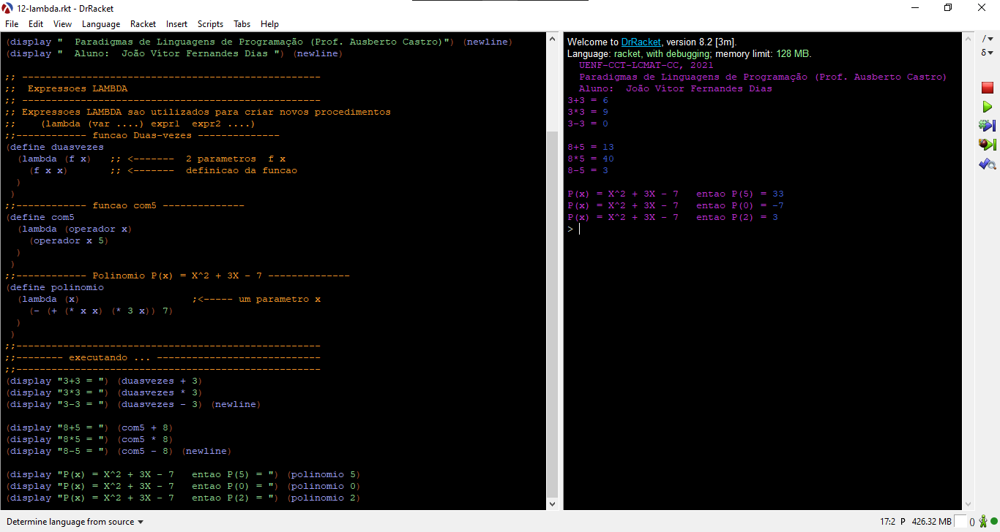 12-lambda.rkt - DrRacket
File Edit View Language Racket Insert Scripts Tabs Help
(display "  Paradigmas de Linguagens de Programação (Prof. Ausberto Castro)") (newline)
(display "  Aluno:  João Vítor Fernandes Dias ") (newline)
;; ---------------------------------------------------
;;  Expressoes LAMBDA
;; ---------------------------------------------------
;; Expressoes LAMBDA sao utilizados para criar novos procedimentos
;;    (lambda (var ....) expr1  expr2 ....)
;;------------ funcao Duas-vezes --------------
(define duasvezes
  (lambda (f x)   ;; <-------  2 parametros  f x
    (f x x)       ;; <-------  definicao da funcao
  )
 )
;;------------ funcao com5 --------------
(define com5
  (lambda (operador x)
    (operador x 5)
  )
 )
;;------------ Polinomio P(x) = X^2 + 3X - 7 --------------
(define polinomio
  (lambda (x)                   ;<----- um parametro x
    (- (+ (* x x) (* 3 x)) 7)
  )
 )
;;----------------------------------------------------
;;-------- executando ... ----------------------------
;;----------------------------------------------------
(display "3+3 = ") (duasvezes + 3)
(display "3*3 = ") (duasvezes * 3)
(display "3-3 = ") (duasvezes - 3) (newline)
(display "8+5 = ") (com5 + 8)
(display "8*5 = ") (com5 * 8)
(display "8-5 = ") (com5 - 8) (newline)
(display "P(x) = X^2 + 3X - 7   entao P(5) = ") (polinomio 5)
(display "P(x) = X^2 + 3X - 7   entao P(0) = ") (polinomio 0)
(display "P(x) = X^2 + 3X - 7   entao P(2) = ") (polinomio 2)
Welcome to DrRacket, version 8.2 [3m].
Language: racket, with debugging; memory limit: 128 MB.
  UENF-CCT-LCMAT-CC, 2021
  Paradigmas de Linguagens de Programação (Prof. Ausberto Castro)
  Aluno:  João Vítor Fernandes Dias
3+3 = 6
3*3 = 9
3-3 = 0
8+5 = 13
8*5 = 40
8-5 = 3
P(x) = X^2 + 3X - 7   entao P(5) = 33
P(x) = X^2 + 3X - 7   entao P(0) = -7
P(x) = X^2 + 3X - 7   entao P(2) = 3
>
/
δ
Determine language from source
17:2 P 426.32 MB ()